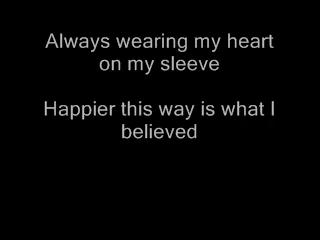 Always wearing my heart
on my sleeve
Happier this way is what I
believed